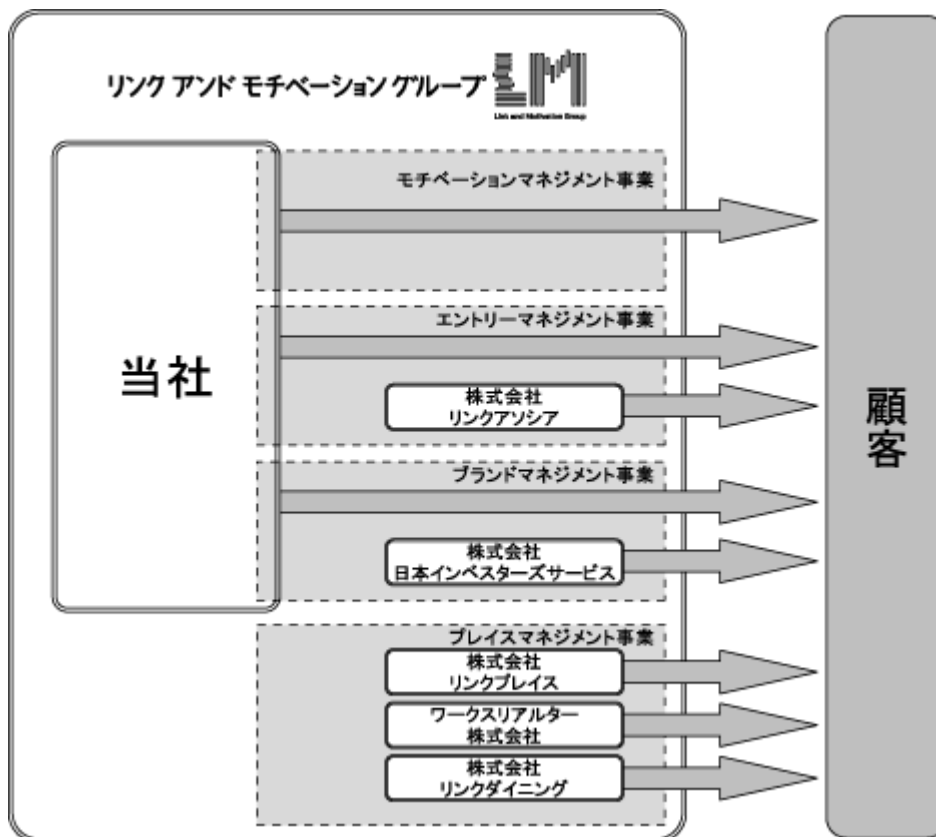 リンク アンド モチベーション グループ
Link and Motivation Group
モチベーションマネジメント事業
エントリーマネジメント事業
当社
株式会社
リンクアソシア
顧客
ブランドマネジメント事業
株式会社
日本インベスターズサービス
プレイスマネジメント事業
株式会社
リンクプレイス
ワークスリアルター
株式会社
株式会社
リンクダイニング